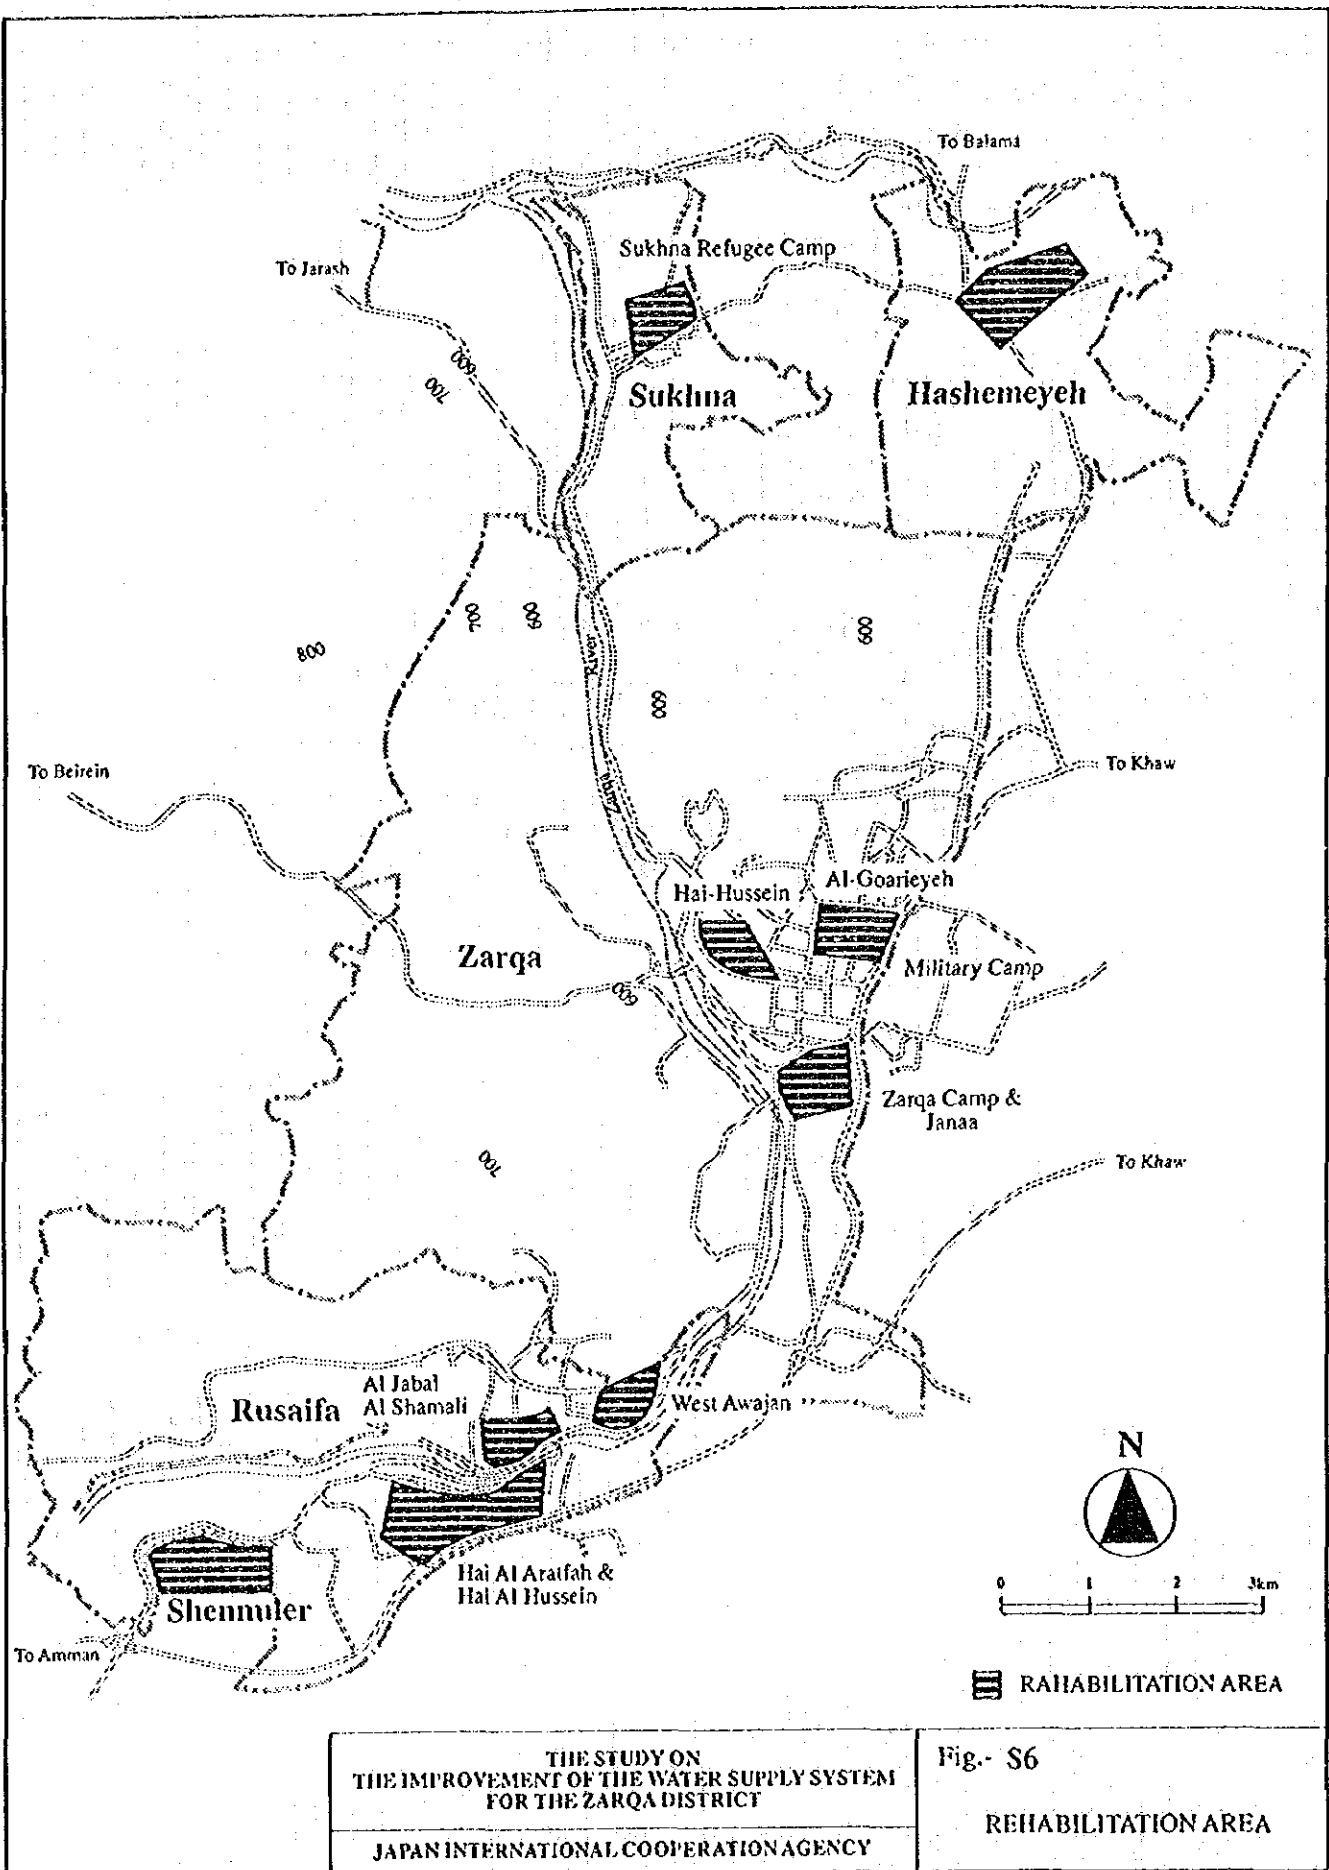 To Balama
Sukhna Refugee Camp
To Jarash
600
700
Sukhna
Hashemeyeh
700
600
600
800
River
600
To Beirein
Zarqa
To Khaw
Hai-Hussein
Al-Goarieyeh
Zarqa
Military Camp
600
Zarqa Camp &
Janaa
700
To Khaw
Al Jabal
Al Shamali
Rusaifa
West Awajan
N
Hai Al Aratfah &
Hai Al Hussein
0 1 2 3km
Shennuler
To Amman
RAHABILITATION AREA
THE STUDY ON
THE IMPROVEMENT OF THE WATER SUPPLY SYSTEM
FOR THE ZARQA DISTRICT
JAPAN INTERNATIONAL COOPERATION AGENCY
Fig.- S6
REHABILITATION AREA